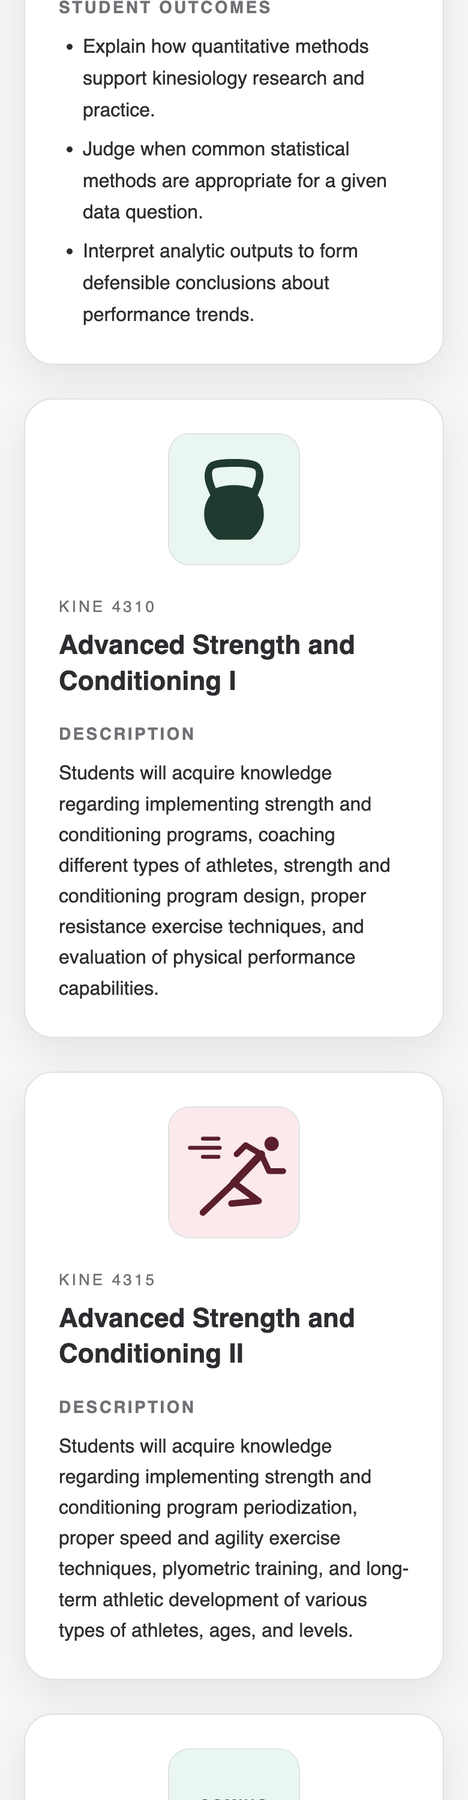 STUDENT OUTCOMES
• Explain how quantitative methods
support kinesiology research and
practice.
• Judge when common statistical
methods are appropriate for a given
data question.
• Interpret analytic outputs to form
defensible conclusions about
performance trends.
KINE 4310
Advanced Strength and
Conditioning I
DESCRIPTION
Students will acquire knowledge
regarding implementing strength and
conditioning programs, coaching
different types of athletes, strength and
conditioning program design, proper
resistance exercise techniques, and
evaluation of physical performance
capabilities.
KINE 4315
Advanced Strength and
Conditioning II
DESCRIPTION
Students will acquire knowledge
regarding implementing strength and
conditioning program periodization,
proper speed and agility exercise
techniques, plyometric training, and long-
term athletic development of various
types of athletes, ages, and levels.